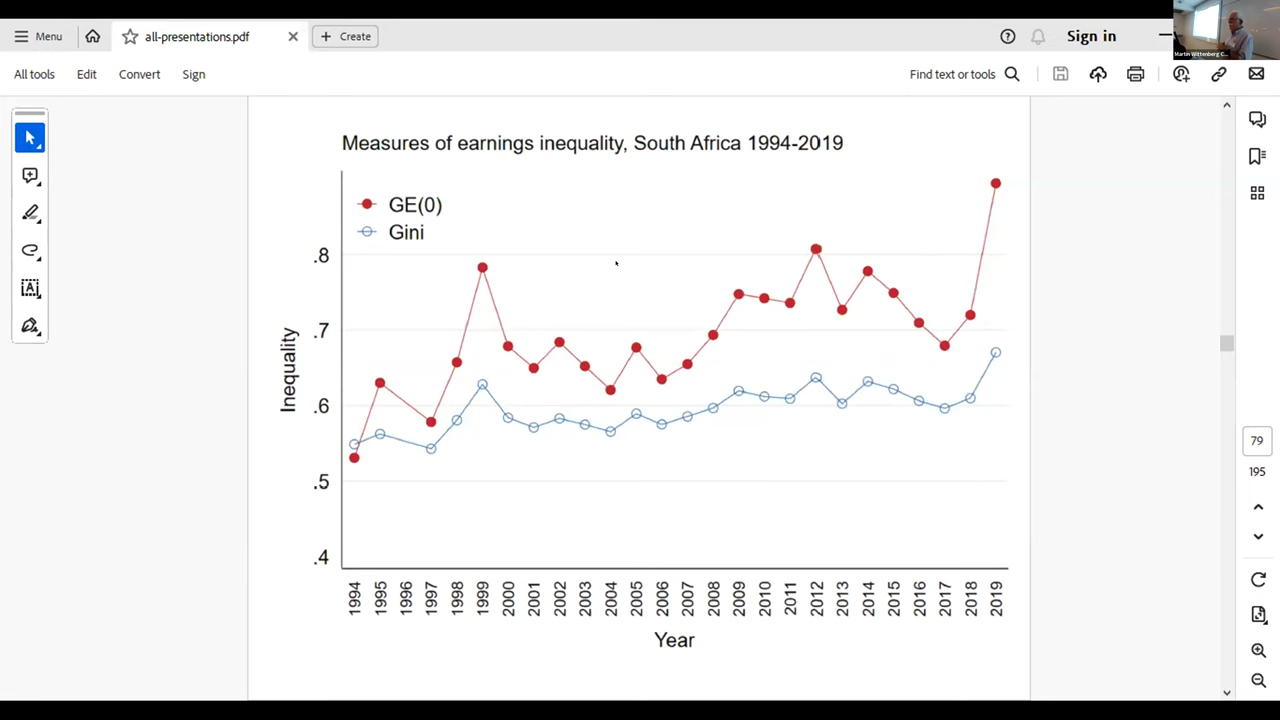 Menu
all-presentations.pdf
Create
Sign in
All tools
Edit
Convert
Sign
Find text or tools
Martin Wittenberg C...
Measures of earnings inequality, South Africa 1994-2019
GE(0)
Gini
.8
.7
.6
.5
.4
Inequality
1994
1995
1996
1997
1998
1999
2000
2001
2002
2003
2004
2005
2006
2007
2008
2009
2010
2011
2012
2013
2014
2015
2016
2017
2018
2019
Year
79
195